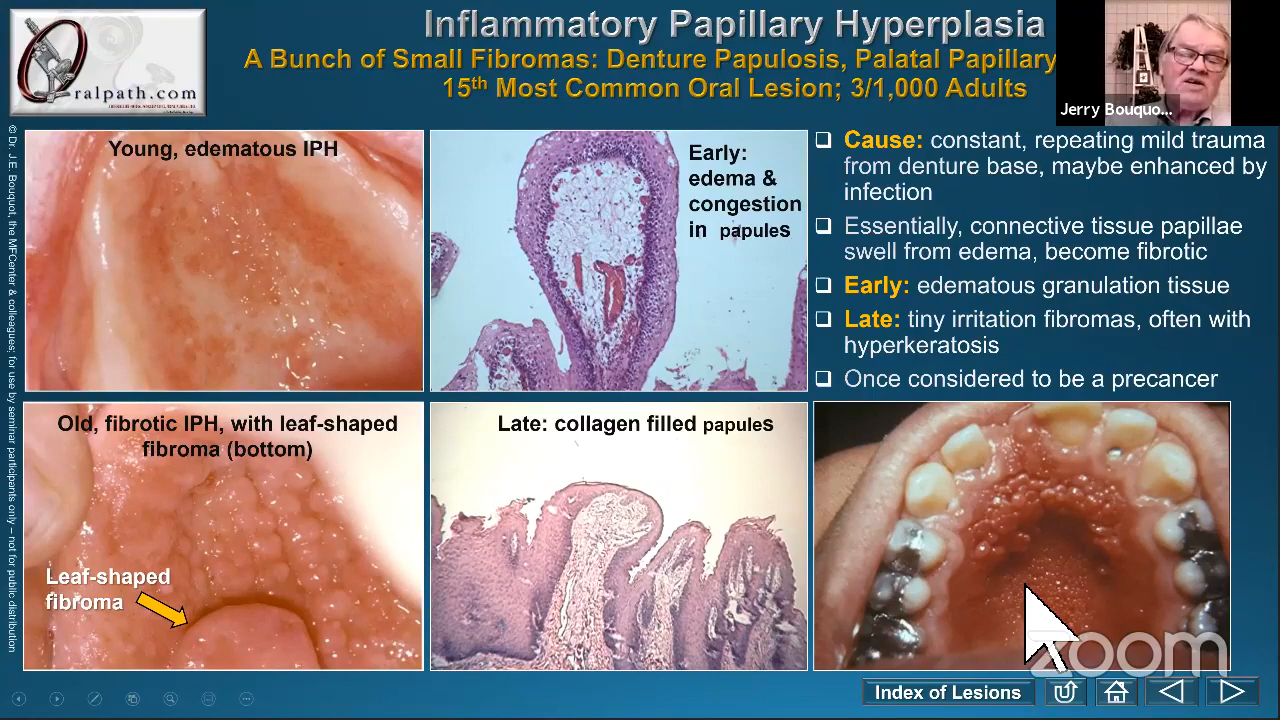 Inflammatory Papillary Hyperplasia
A Bunch of Small Fibromas: Denture Papulosis, Palatal Papillary
15th Most Common Oral Lesion; 3/1,000 Adults
Oralpath.com
Jerry Bouquo...
© Dr. J.E. Bouquot, the MFCenter & colleagues; for use by seminar participants only – not for public distribution
Young, edematous IPH
Early:
edema &
congestion
in papules
❑ Cause: constant, repeating mild trauma
from denture base, maybe enhanced by
infection
❑ Essentially, connective tissue papillae
swell from edema, become fibrotic
❑ Early: edematous granulation tissue
❑ Late: tiny irritation fibromas, often with
hyperkeratosis
❑ Once considered to be a precancer
Old, fibrotic IPH, with leaf-shaped
fibroma (bottom)
Leaf-shaped
fibroma
Late: collagen filled papules
zoom
Index of Lesions